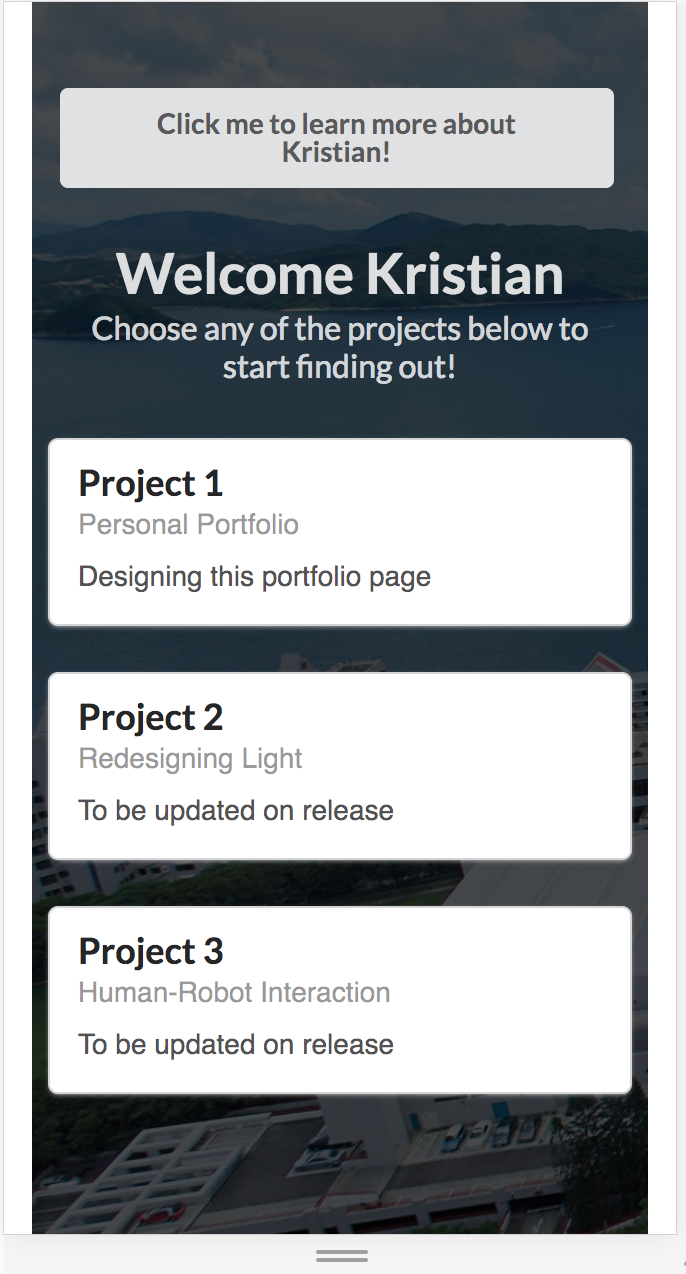 Click me to learn more about
Kristian!
Welcome Kristian
Choose any of the projects below to
start finding out!
Project 1
Personal Portfolio
Designing this portfolio page
Project 2
Redesigning Light
To be updated on release
Project 3
Human-Robot Interaction
To be updated on release